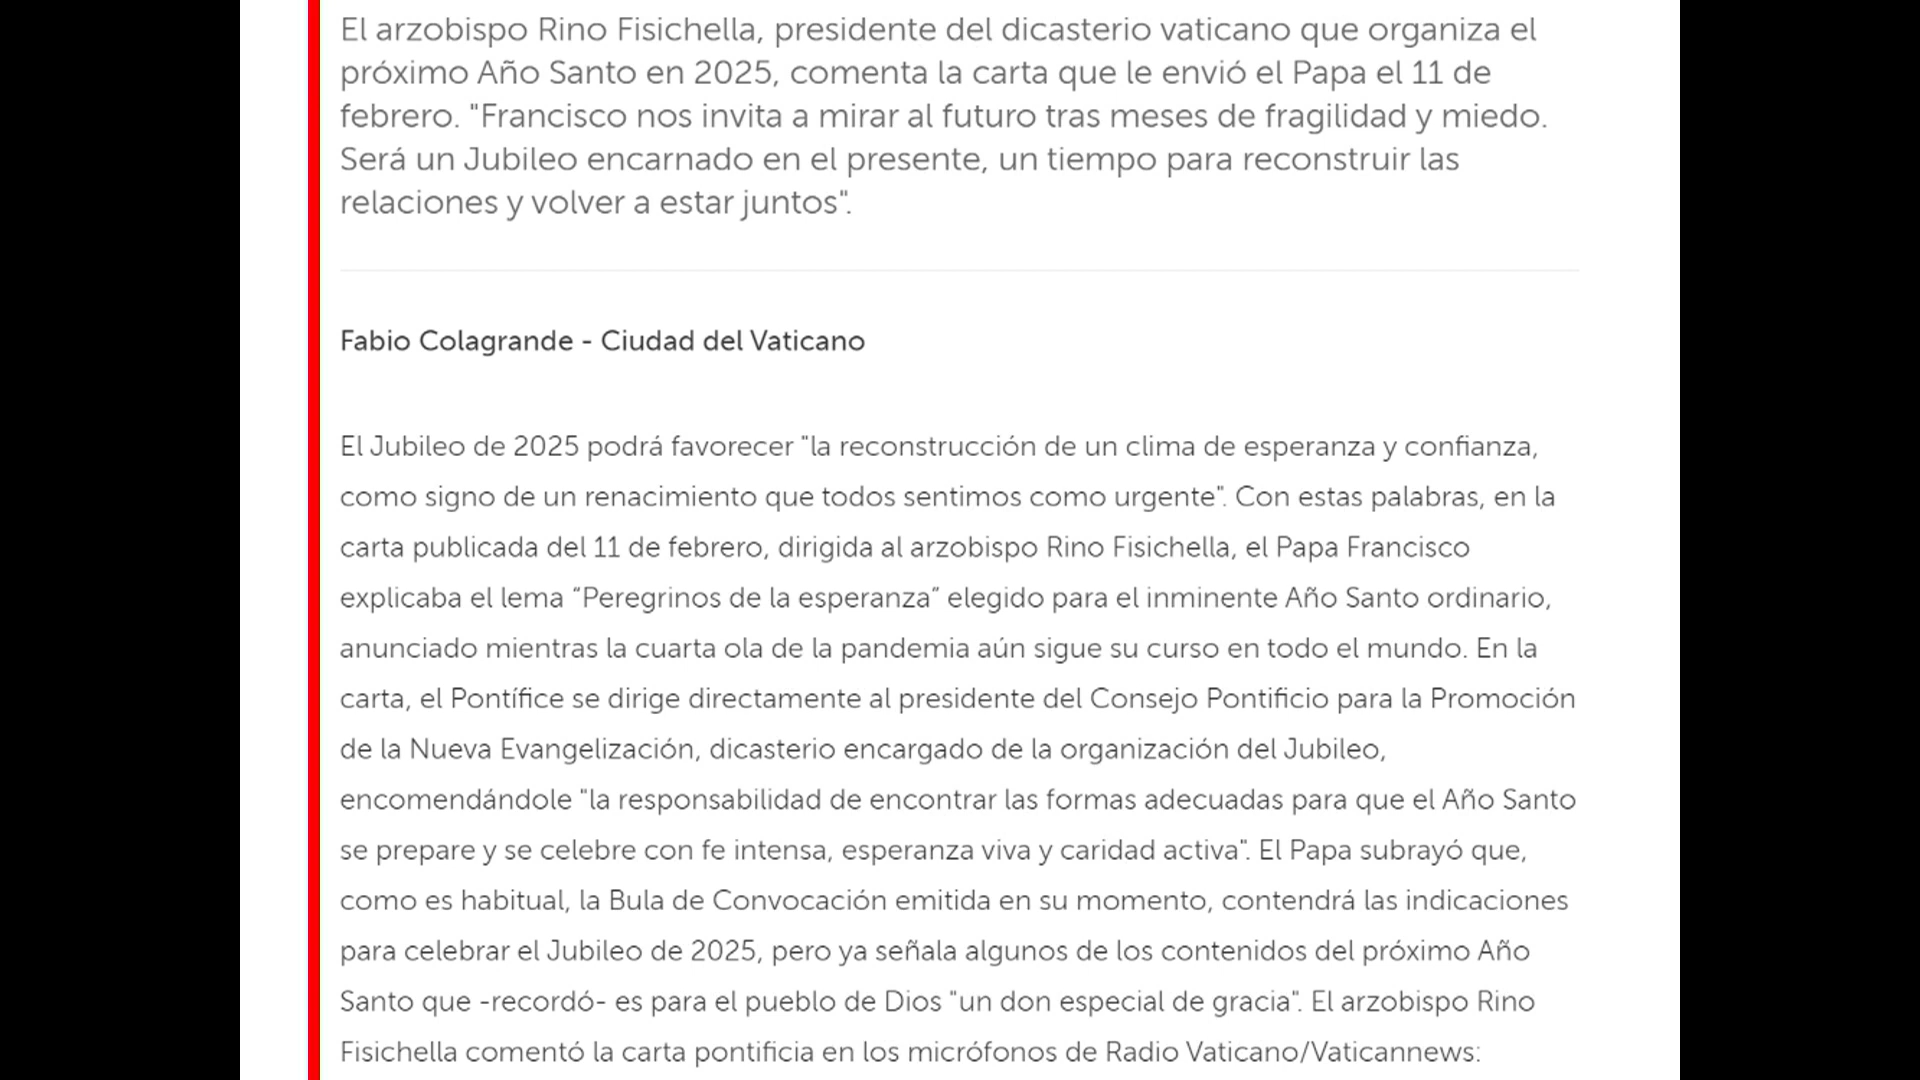 El arzobispo Rino Fisichella, presidente del dicasterio vaticano que organiza el
próximo Año Santo en 2025, comenta la carta que le envió el Papa el 11 de
febrero. "Francisco nos invita a mirar al futuro tras meses de fragilidad y miedo.
Será un Jubileo encarnado en el presente, un tiempo para reconstruir las
relaciones y volver a estar juntos".
Fabio Colagrande - Ciudad del Vaticano
El Jubileo de 2025 podrá favorecer "la reconstrucción de un clima de esperanza y confianza,
como signo de un renacimiento que todos sentimos como urgente". Con estas palabras, en la
carta publicada del 11 de febrero, dirigida al arzobispo Rino Fisichella, el Papa Francisco
explicaba el lema “Peregrinos de la esperanza” elegido para el inminente Año Santo ordinario,
anunciado mientras la cuarta ola de la pandemia aún sigue su curso en todo el mundo. En la
carta, el Pontífice se dirige directamente al presidente del Consejo Pontificio para la Promoción
de la Nueva Evangelización, dicasterio encargado de la organización del Jubileo,
encomendándole "la responsabilidad de encontrar las formas adecuadas para que el Año Santo
se prepare y se celebre con fe intensa, esperanza viva y caridad activa". El Papa subrayó que,
como es habitual, la Bula de Convocación emitida en su momento, contendrá las indicaciones
para celebrar el Jubileo de 2025, pero ya señala algunos de los contenidos del próximo Año
Santo que -recordó- es para el pueblo de Dios "un don especial de gracia". El arzobispo Rino
Fisichella comentó la carta pontificia en los micrófonos de Radio Vaticano/Vaticannews: